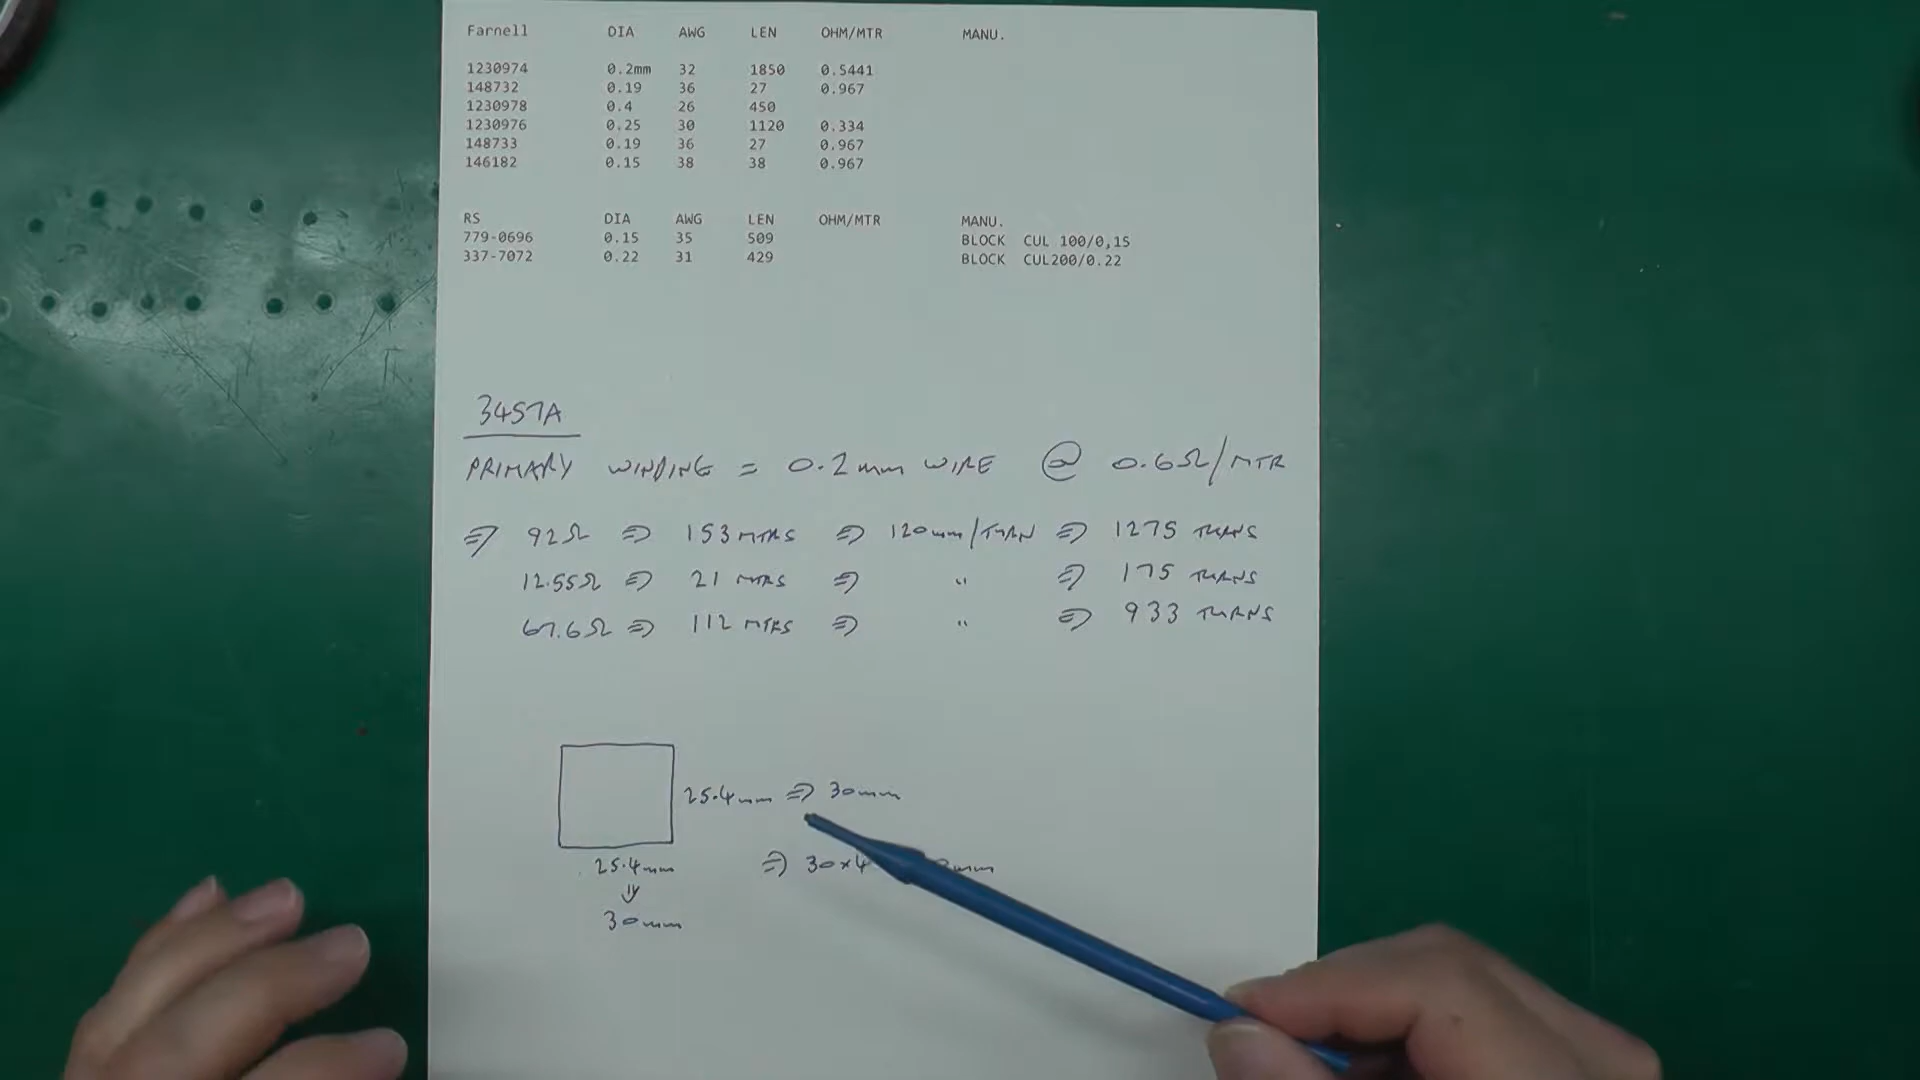 Farnell DIA AWG LEN OHM/MTR MANU.
1230974 0.2mm 32 1850 0.5441
148732 0.19 36 27 0.967
1230978 0.4 26 450
1230976 0.25 30 1120 0.334
148733 0.19 36 27 0.967
146182 0.15 38 38 0.967
RS DIA AWG LEN OHM/MTR MANU.
779-0696 0.15 35 509 BLOCK CUL 100/0,15
337-7072 0.22 31 429 BLOCK CUL200/0.22
3457A
PRIMARY WINDING = 0.2mm WIRE @ 0.6Ω/MTR
⇒ 92Ω ⇒ 153 MTRS ⇒ 120mm/TURN ⇒ 1275 TURNS
12.55Ω ⇒ 21 MTRS ⇒ " ⇒ 175 TURNS
67.6Ω ⇒ 112 MTRS ⇒ " ⇒ 933 TURNS
25.4mm ⇒ 30mm
25.4mm ⇒ 30×4 mm
⇓
30mm